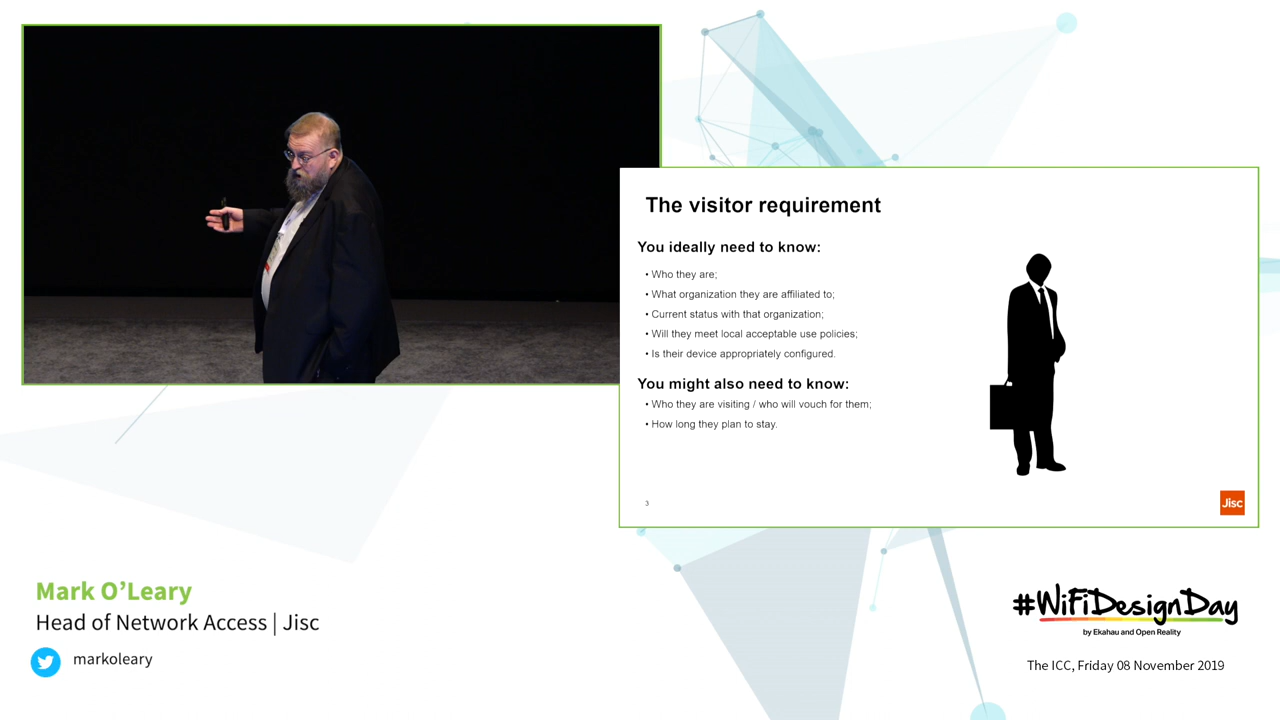 The visitor requirement
You ideally need to know:
• Who they are;
• What organization they are affiliated to;
• Current status with that organization;
• Will they meet local acceptable use policies;
• Is their device appropriately configured.
You might also need to know:
• Who they are visiting / who will vouch for them;
• How long they plan to stay.
3
Jisc
Mark O’Leary
Head of Network Access | Jisc
markoleary
#WiFiDesignDay
by Ekahau and Open Reality
The ICC, Friday 08 November 2019